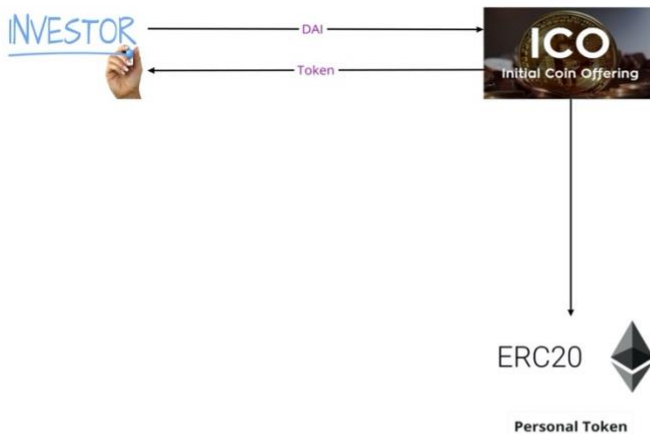 INVESTOR
DAI
Token
ICO
Initial Coin Offering
ERC20
Personal Token